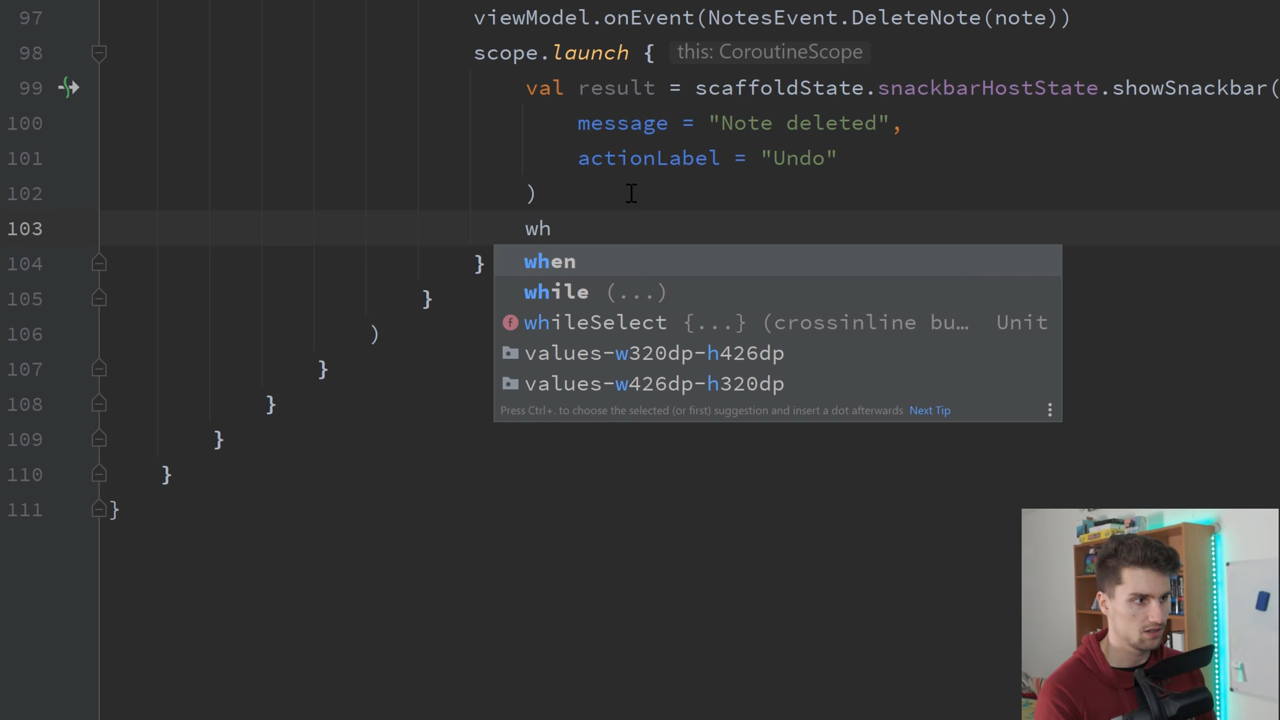 97 viewModel.onEvent(NotesEvent.DeleteNote(note))
98 scope.launch { this: CoroutineScope
99 val result = scaffoldState.snackbarHostState.showSnackbar(
100 message = "Note deleted",
101 actionLabel = "Undo"
102 )
103 wh
when
while (...)
whileSelect {...} (crossinline bu… Unit
values-w320dp-h426dp
values-w426dp-h320dp
Press Ctrl+. to choose the selected (or first) suggestion and insert a dot afterwards Next Tip
104 }
105 }
106 )
107 }
108 }
109 }
110 }
111 }